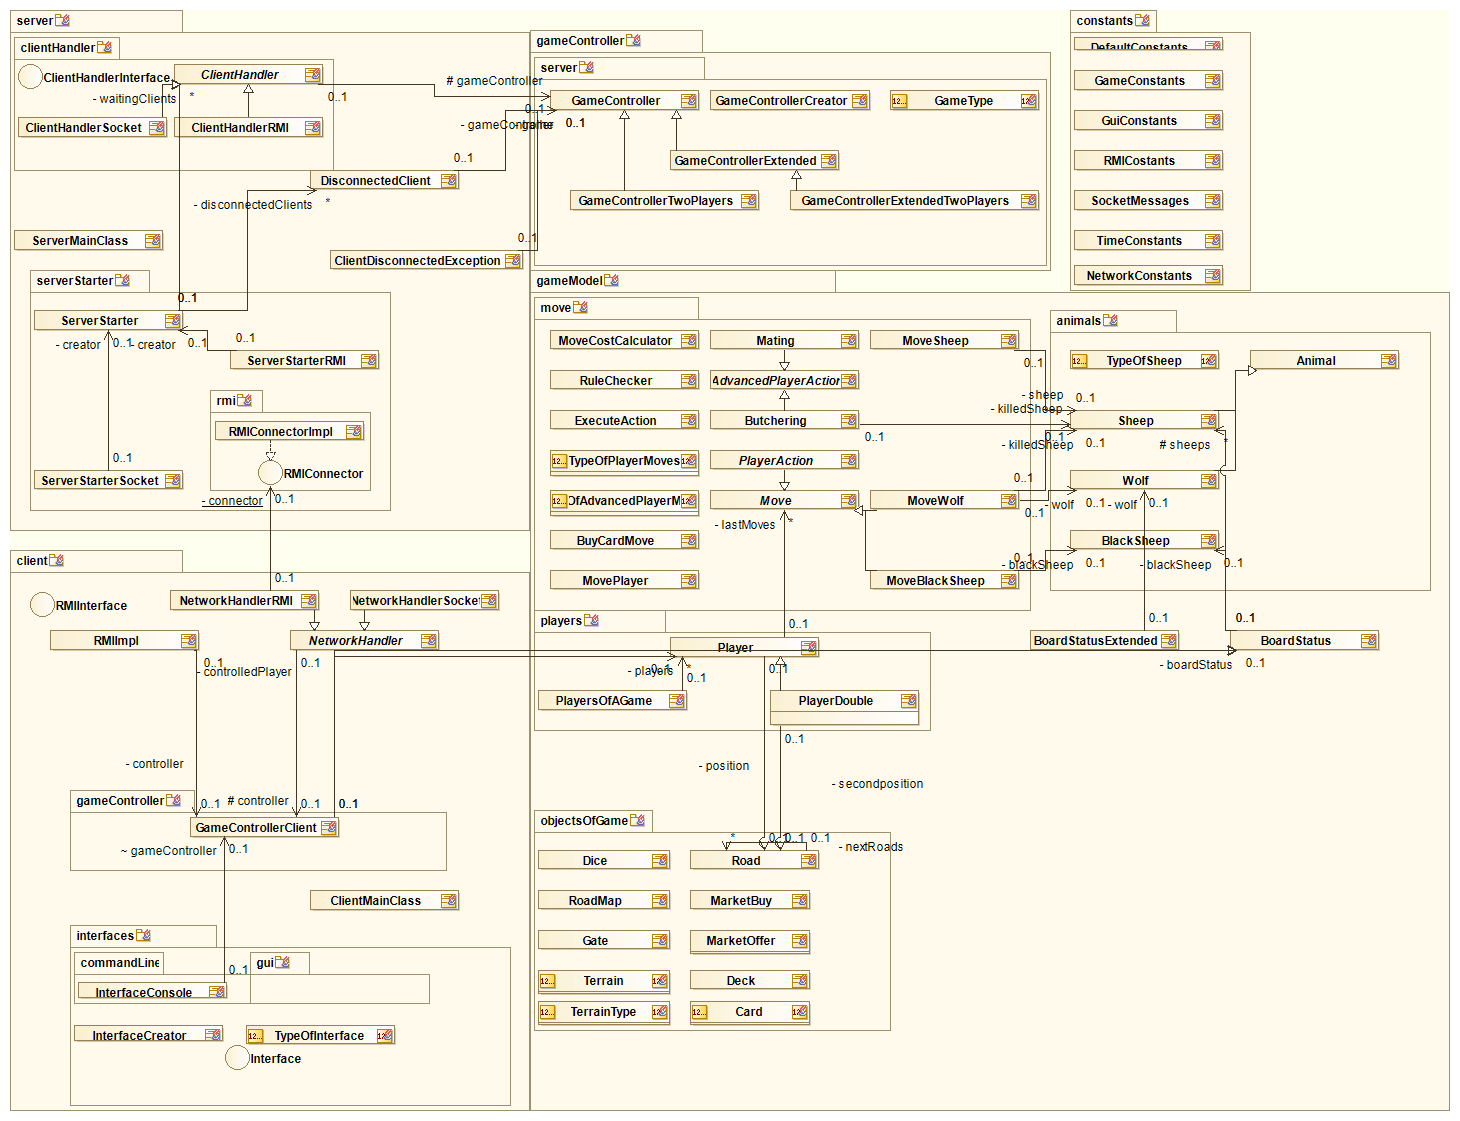 server
clientHandler
ClientHandlerInterface
ClientHandler
- waitingClients
*
0..1
# gameController
ClientHandlerSocket
ClientHandlerRMI
0..1
DisconnectedClient
- disconnectedClients
*
ServerMainClass
ClientDisconnectedException
0..1
serverStarter
0..1
ServerStarter
- creator
0..1
- creator
0..1
0..1
ServerStarterRMI
rmi
RMIConnectorImpl
RMIConnector
0..1
ServerStarterSocket
- connector
0..1
gameController
server
GameController
0..1
- gameController
- game
0..1
GameControllerCreator
GameType
GameControllerExtended
GameControllerTwoPlayers
GameControllerExtendedTwoPlayers
constants
DefaultConstants
GameConstants
GuiConstants
RMICostants
SocketMessages
TimeConstants
NetworkConstants
gameModel
move
MoveCostCalculator
Mating
MoveSheep
0..1
RuleChecker
AdvancedPlayerAction
- sheep
0..1
- killedSheep
ExecuteAction
Butchering
0..1
0..1
- killedSheep
0..1
TypeOfPlayerMoves
PlayerAction
0..1
OfAdvancedPlayerM
Move
MoveWolf
0..1
- wolf
0..1
- lastMoves
*
BuyCardMove
MovePlayer
MoveBlackSheep
0..1
- blackSheep
0..1
animals
TypeOfSheep
Animal
Sheep
# sheeps
*
Wolf
- wolf
0..1
BlackSheep
- blackSheep
0..1
0..1
BoardStatusExtended
0..1
BoardStatus
- boardStatus
0..1
players
0..1
Player
- players
0..1
*
0..1
0..1
PlayersOfAGame
PlayerDouble
0..1
- position
- secondposition
client
RMIInterface
0..1
NetworkHandlerRMI
NetworkHandlerSocket
RMIImpl
NetworkHandler
0..1
- controlledPlayer
0..1
- controller
gameController
0..1
# controller
0..1
0..1
GameControllerClient
~ gameController
0..1
ClientMainClass
interfaces
commandLine
gui
0..1
InterfaceConsole
InterfaceCreator
TypeOfInterface
Interface
objectsOfGame
*
0..1
0..1
0..1
- nextRoads
Dice
Road
RoadMap
MarketBuy
Gate
MarketOffer
Terrain
Deck
TerrainType
Card